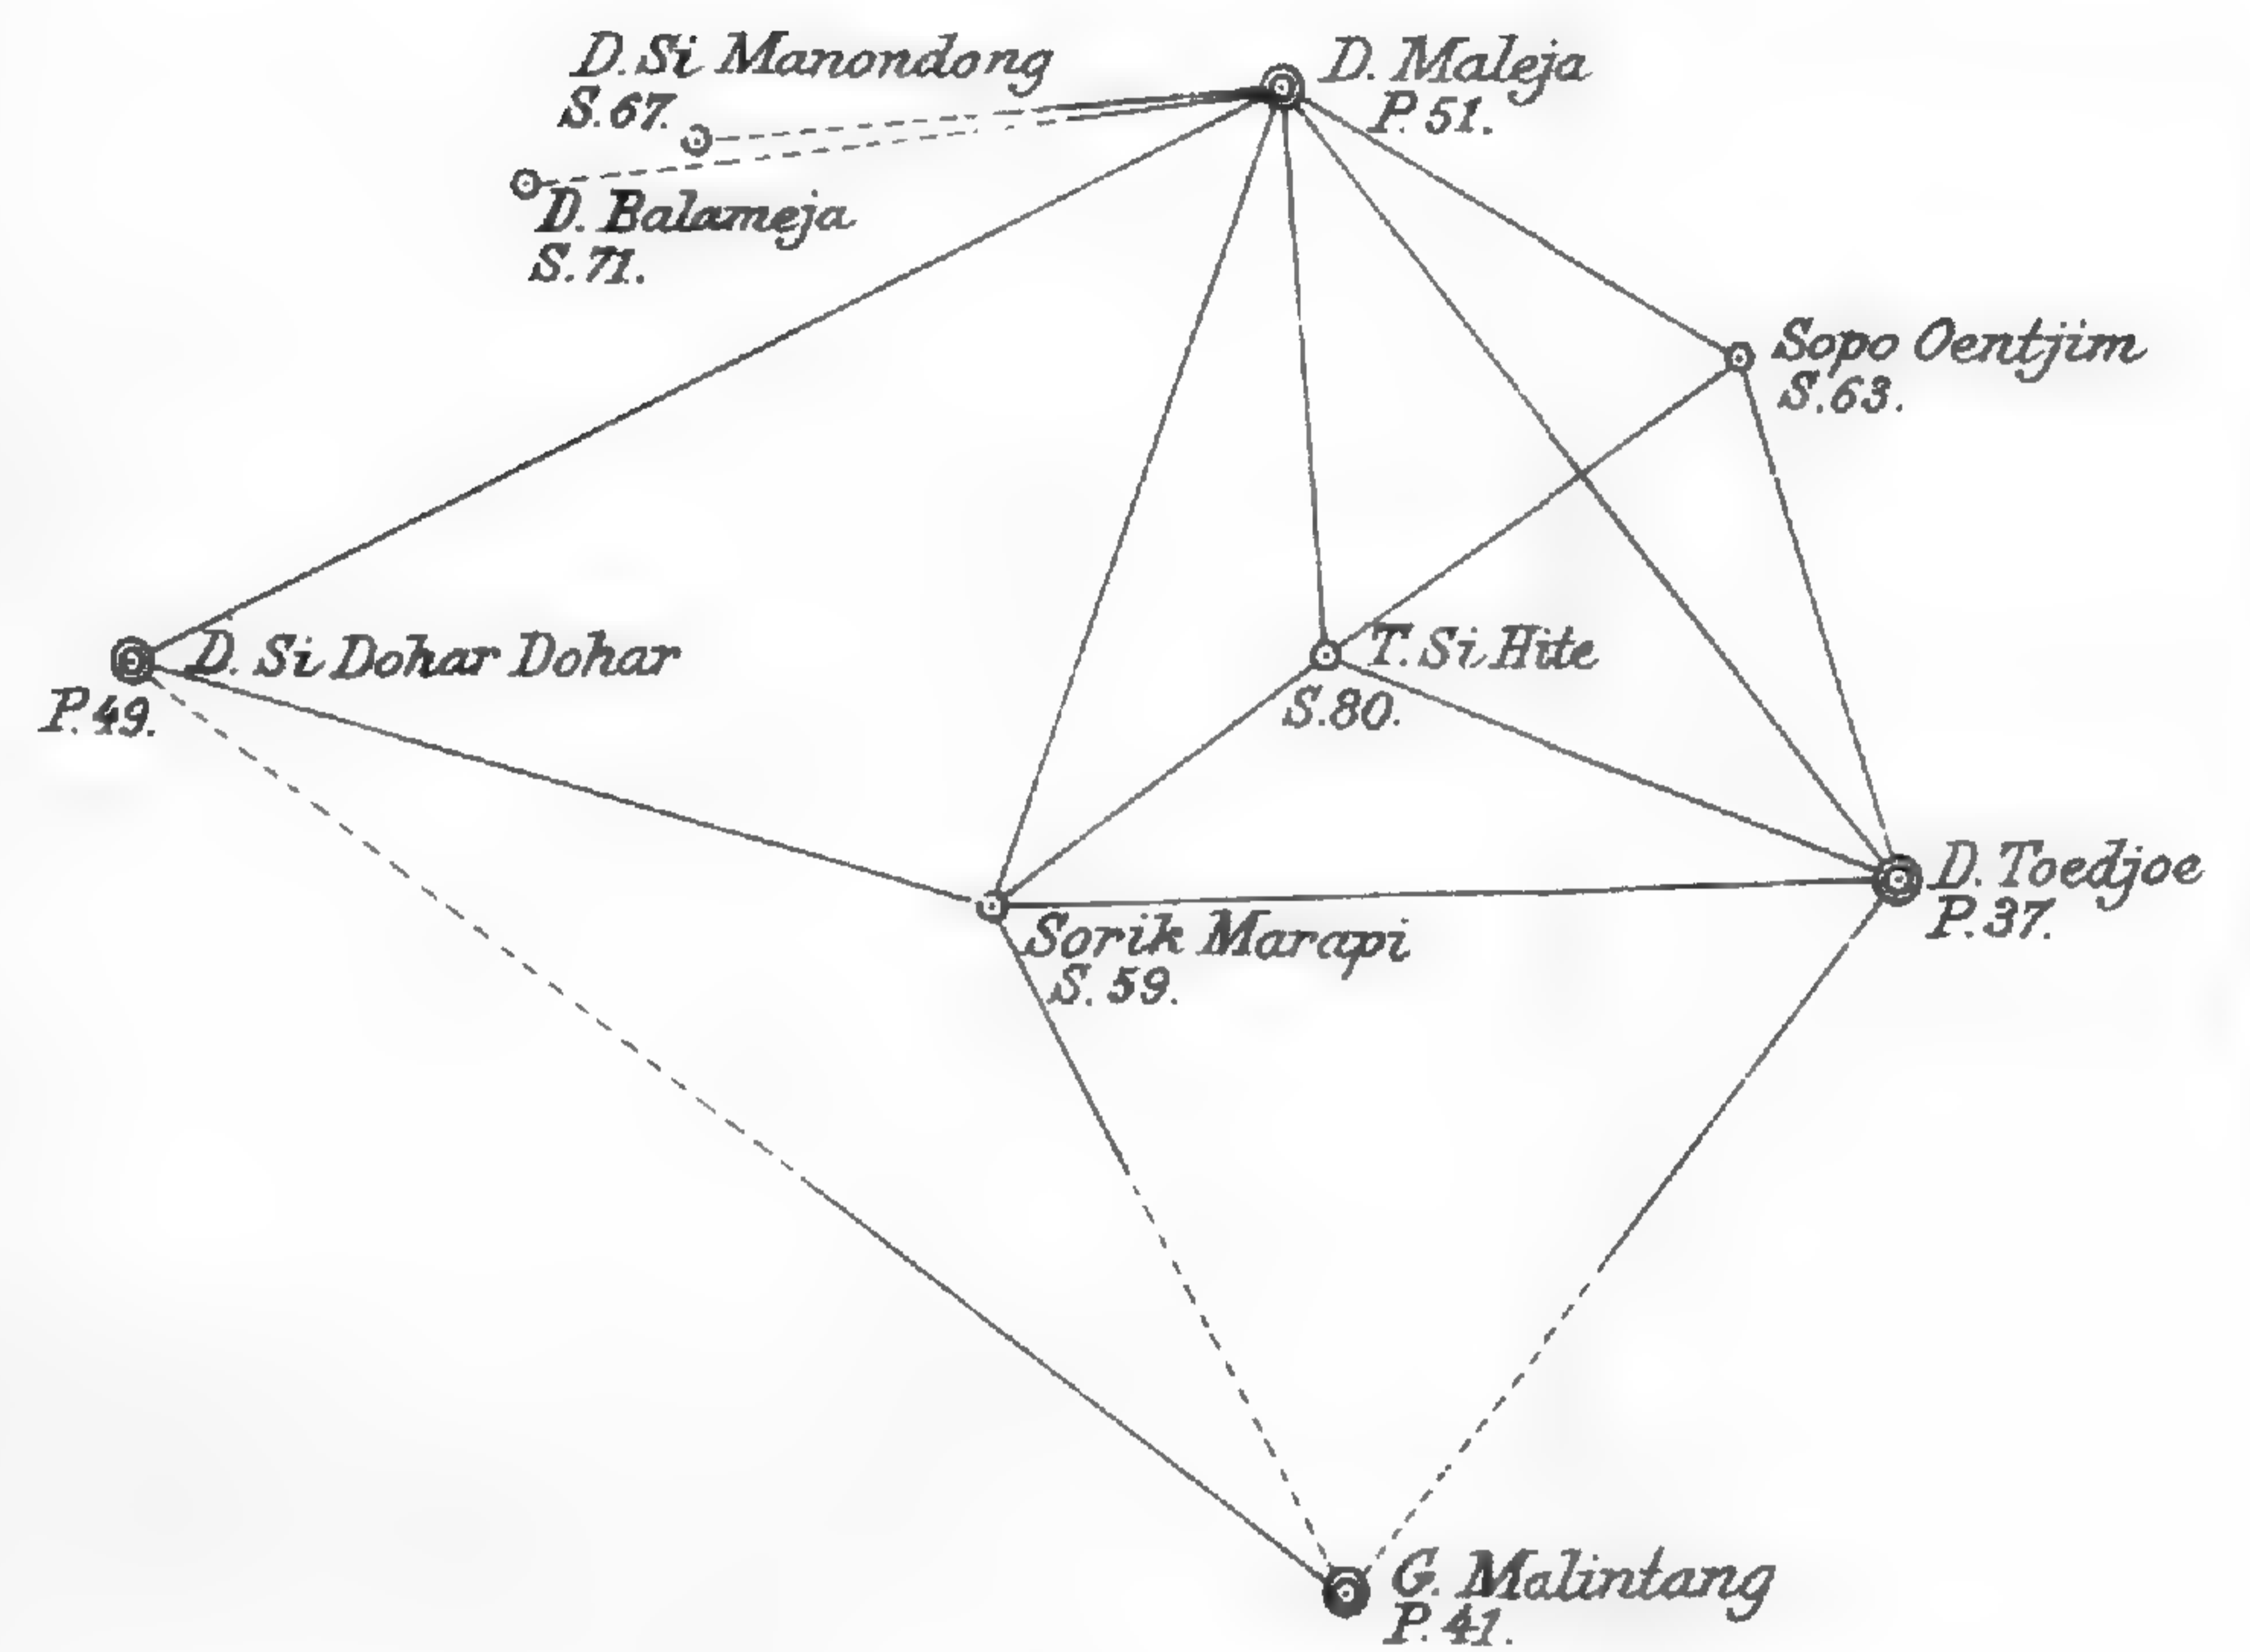 D. Si Manondong
S. 67.
D. Maleja
P. 51.
D. Balameja
S. 71.
Sopo Oentjim
S. 63.
D. Si Dohar Dohar
P. 49.
T. Si Hite
S. 80.
D. Toedjoe
P. 37.
Sorik Marapi
S. 59.
G. Malintang
P. 41.